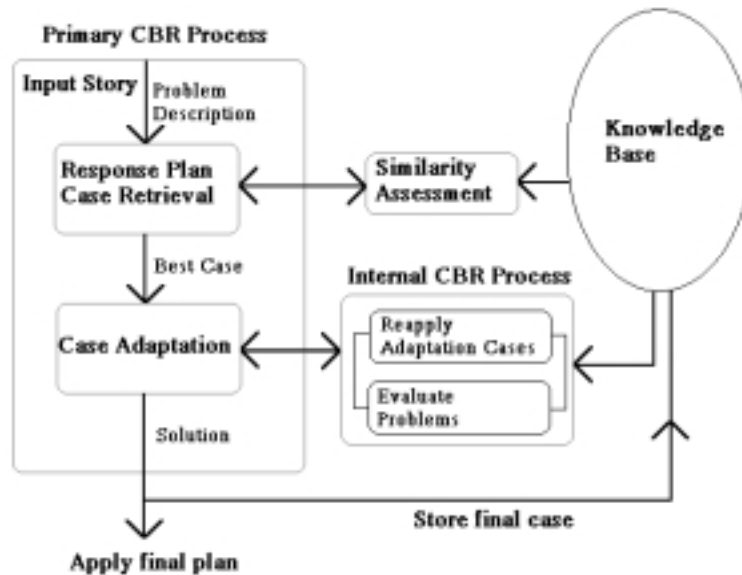 Primary CBR Process
Input Story
Problem
Description
Knowledge
Base
Response Plan
Case Retrieval
Similarity
Assessment
Best Case
Internal CBR Process
Reapply
Adaptation Cases
Case Adaptation
Evaluate
Problems
Solution
Store final case
Apply final plan